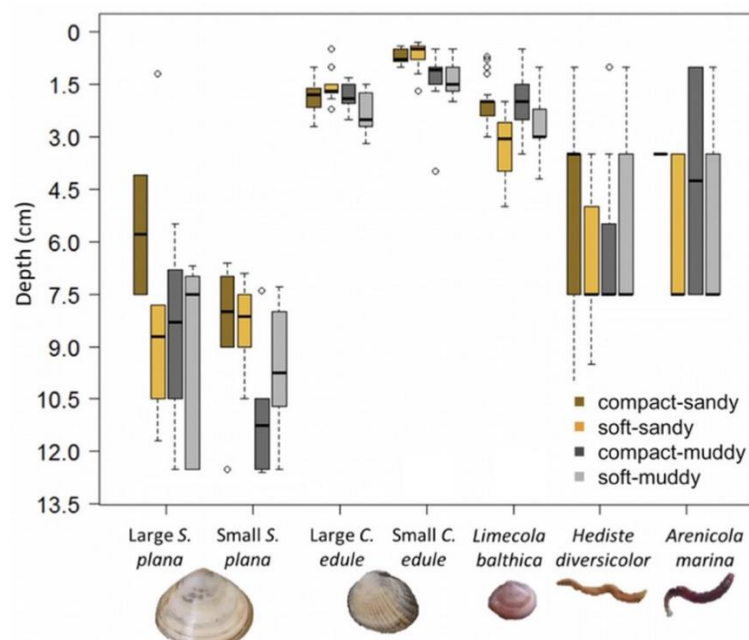 0
1.5
3.0
4.5
6.0
7.5
9.0
10.5
12.0
13.5
Depth (cm)
compact-sandy
soft-sandy
compact-muddy
soft-muddy
Large S. plana
Small S. plana
Large C. edule
Small C. edule
Limecola balthica
Hediste diversicolor
Arenicola marina